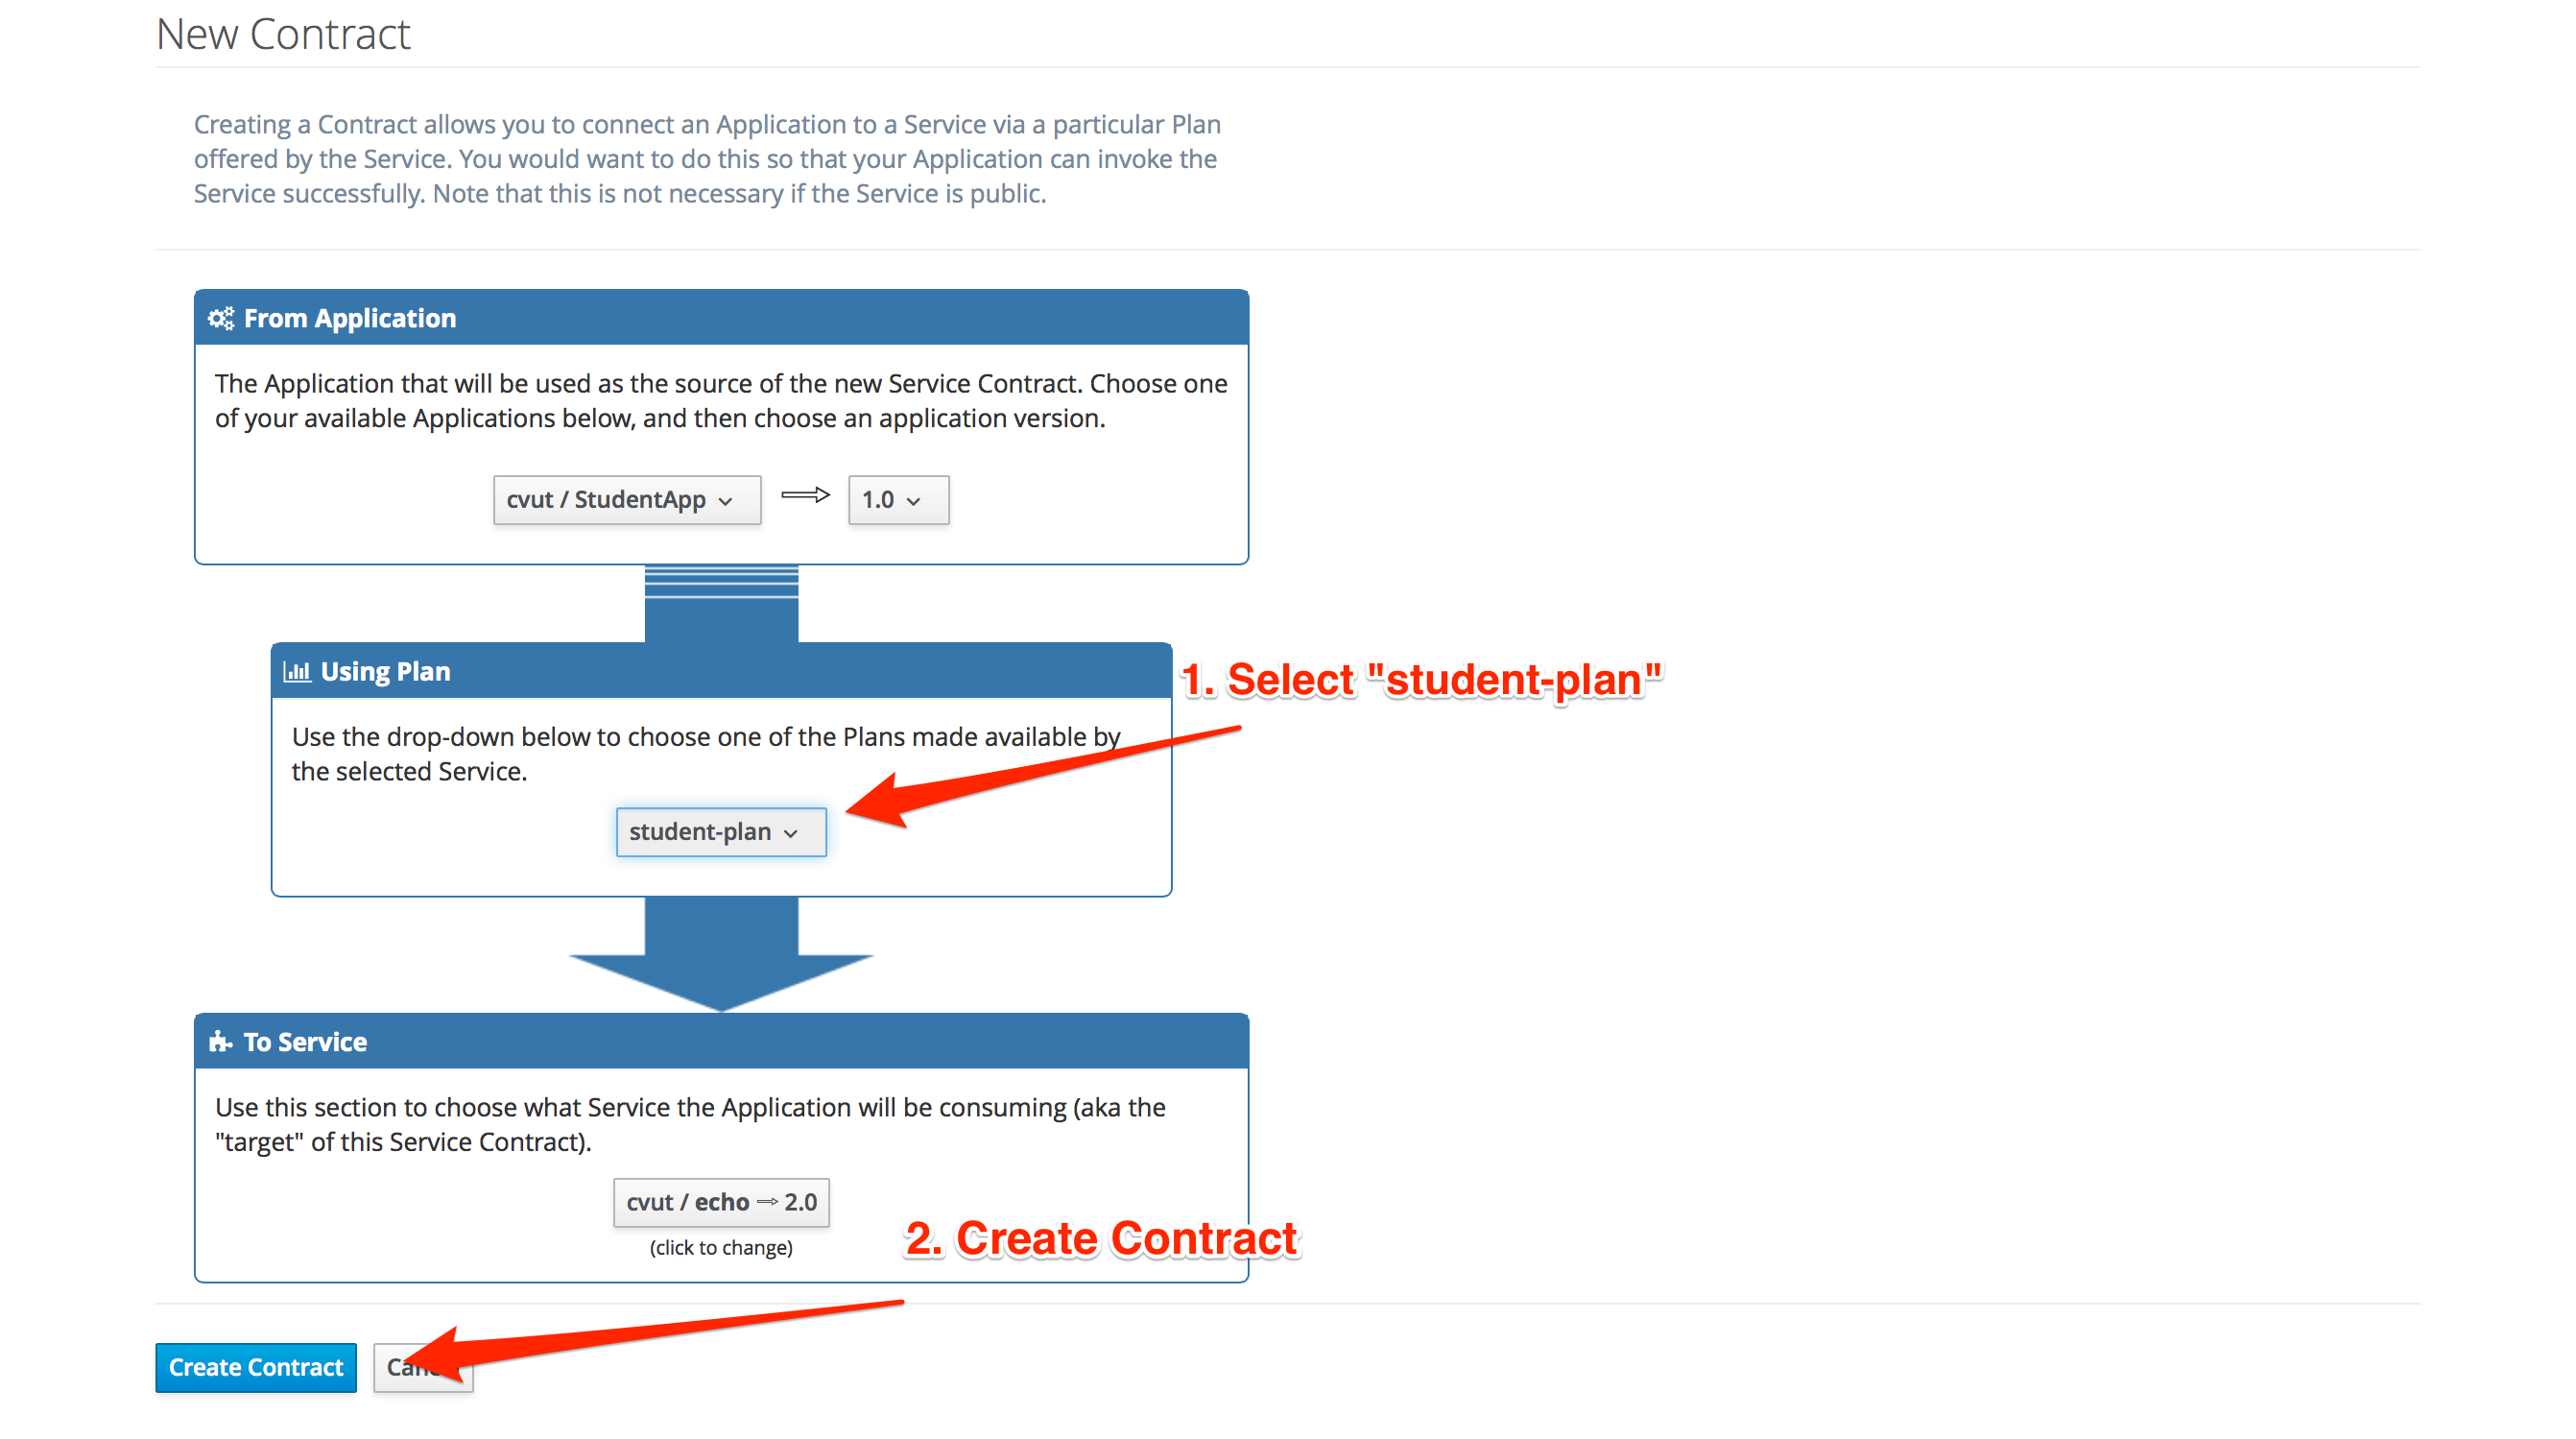 New Contract
Creating a Contract allows you to connect an Application to a Service via a particular Plan
offered by the Service. You would want to do this so that your Application can invoke the
Service successfully. Note that this is not necessary if the Service is public.
From Application
The Application that will be used as the source of the new Service Contract. Choose one
of your available Applications below, and then choose an application version.
cvut / StudentApp ⇒ 1.0
Using Plan
1. Select "student-plan"
Use the drop-down below to choose one of the Plans made available by
the selected Service.
student-plan
To Service
Use this section to choose what Service the Application will be consuming (aka the
"target" of this Service Contract).
cvut / echo ⇒ 2.0
(click to change)
2. Create Contract
Create Contract